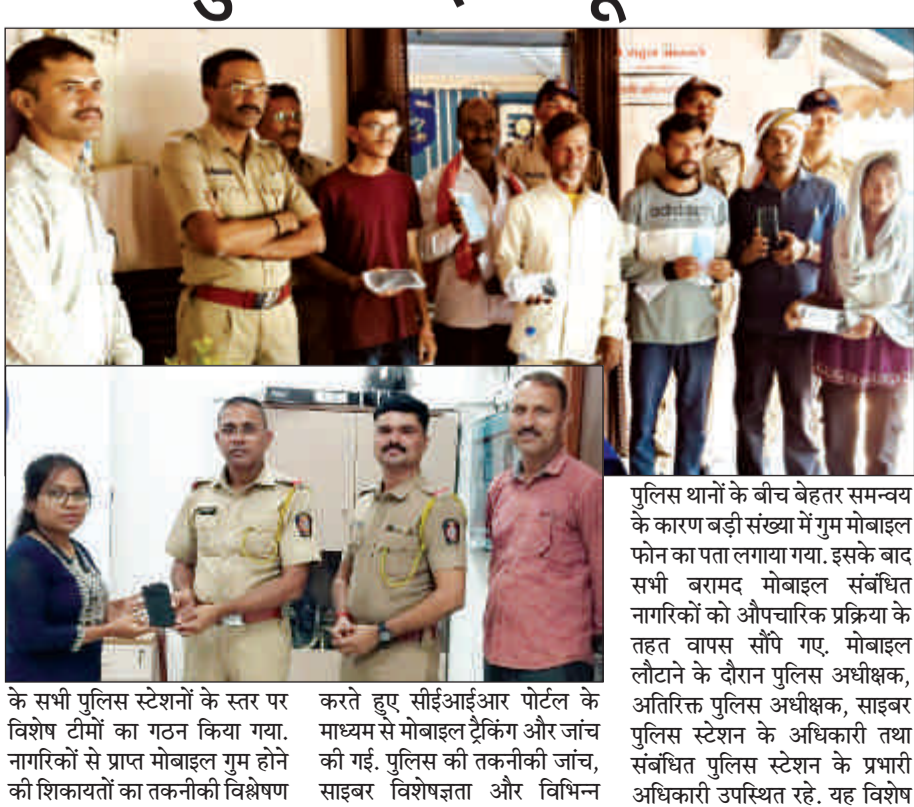 के सभी पुलिस स्टेशनों के स्तर पर
विशेष टीमों का गठन किया गया.
नागरिकों से प्राप्त मोबाइल गुम होने
की शिकायतों का तकनीकी विश्लेषण
करते हुए सीईआईआर पोर्टल के
माध्यम से मोबाइल ट्रैकिंग और जांच
की गई. पुलिस की तकनीकी जांच,
साइबर विशेषज्ञता और विभिन्न
पुलिस थानों के बीच बेहतर समन्वय
के कारण बड़ी संख्या में गुम मोबाइल
फोन का पता लगाया गया. इसके बाद
सभी बरामद मोबाइल संबंधित
नागरिकों को औपचारिक प्रक्रिया के
तहत वापस सौंपे गए. मोबाइल
लौटाने के दौरान पुलिस अधीक्षक,
अतिरिक्त पुलिस अधीक्षक, साइबर
पुलिस स्टेशन के अधिकारी तथा
संबंधित पुलिस स्टेशन के प्रभारी
अधिकारी उपस्थित रहे. यह विशेष
adidas